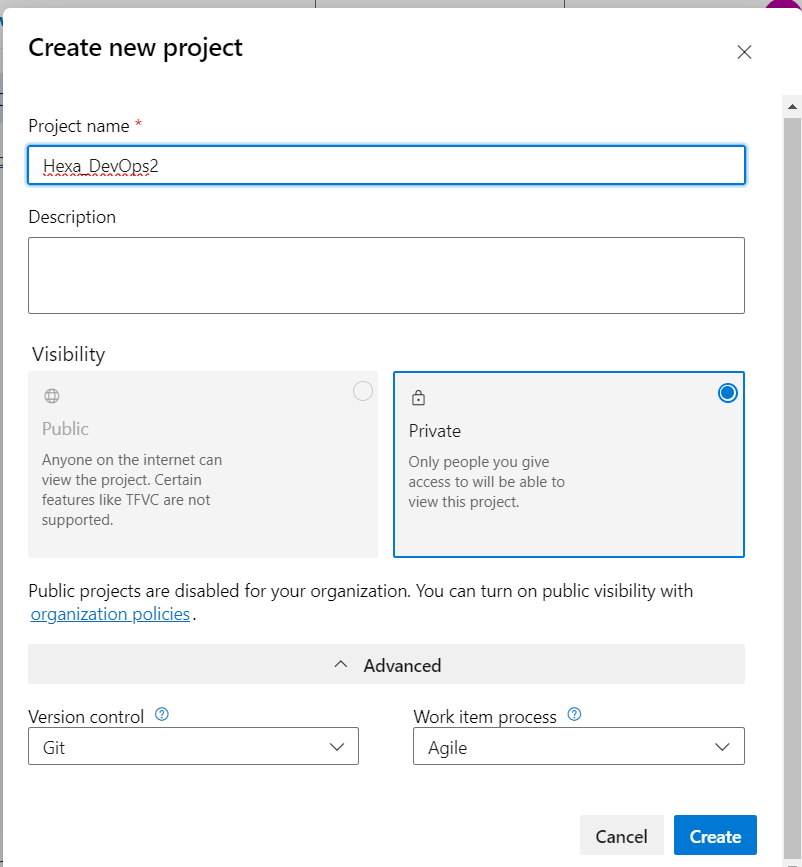 Create new project
Project name *
Hexa_DevOps2
Description
Visibility
Public
Anyone on the internet can
view the project. Certain
features like TFVC are not
supported.
Private
Only people you give
access to will be able to
view this project.
Public projects are disabled for your organization. You can turn on public visibility with
organization policies.
Advanced
Version control ?
Git
Work item process ?
Agile
Cancel
Create